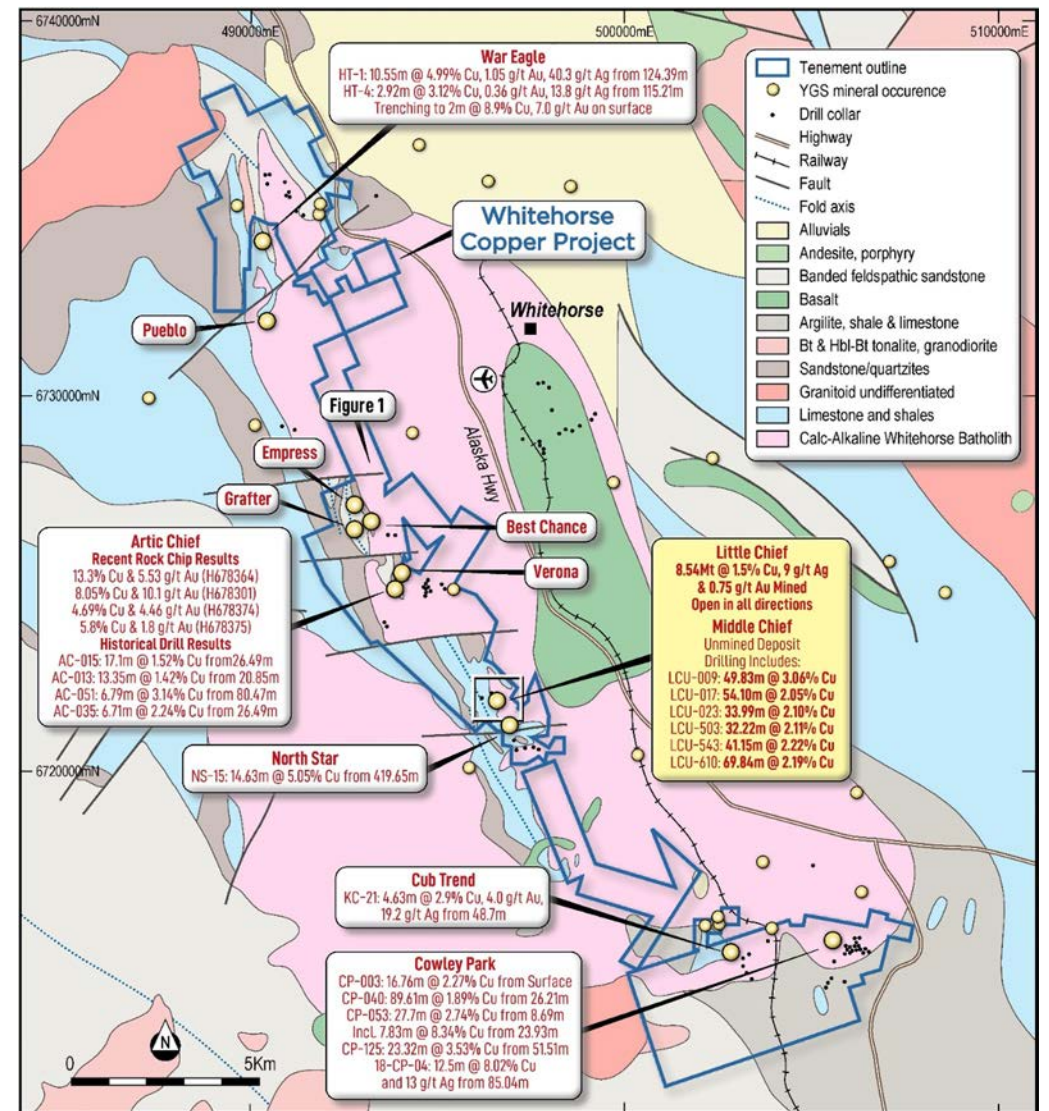 6740000mN
490000mE
500000mE
510000mE
War Eagle
HT-1: 10.55m @ 4.99% Cu, 1.05 g/t Au, 40.3 g/t Ag from 124.39m
HT-4: 2.92m @ 3.12% Cu, 0.36 g/t Au, 13.8 g/t Ag from 115.21m
Trenching to 2m @ 8.9% Cu, 7.0 g/t Au on surface
Tenement outline
YGS mineral occurence
Drill collar
Highway
Railway
Fault
Fold axis
Alluvials
Andesite, porphyry
Banded feldspathic sandstone
Basalt
Argilite, shale & limestone
Bt & Hbl-Bt tonalite, granodiorite
Sandstone/quartzites
Granitoid undifferentiated
Limestone and shales
Calc-Alkaline Whitehorse Batholith
Whitehorse
Copper Project
Whitehorse
Pueblo
6730000mN
Figure 1
Alaska Hwy
Empress
Grafter
Best Chance
Verona
Artic Chief
Recent Rock Chip Results
13.3% Cu & 5.53 g/t Au (H678364)
8.05% Cu & 10.1 g/t Au (H678301)
4.69% Cu & 4.46 g/t Au (H678374)
5.8% Cu & 1.8 g/t Au (H678375)
Historical Drill Results
AC-015: 17.1m @ 1.52% Cu from26.49m
AC-013: 13.35m @ 1.42% Cu from 20.85m
AC-051: 6.79m @ 3.14% Cu from 80.47m
AC-035: 6.71m @ 2.24% Cu from 26.49m
Little Chief
8.54Mt @ 1.5% Cu, 9 g/t Ag
& 0.75 g/t Au Mined
Open in all directions
Middle Chief
Unmined Deposit
Drilling Includes:
LCU-009: 49.83m @ 3.06% Cu
LCU-017: 54.10m @ 2.05% Cu
LCU-023: 33.99m @ 2.10% Cu
LCU-503: 32.22m @ 2.11% Cu
LCU-543: 41.15m @ 2.22% Cu
LCU-610: 69.84m @ 2.19% Cu
North Star
NS-15: 14.63m @ 5.05% Cu from 419.65m
6720000mN
Cub Trend
KC-21: 4.63m @ 2.9% Cu, 4.0 g/t Au,
19.2 g/t Ag from 48.7m
Cowley Park
CP-003: 16.76m @ 2.27% Cu from Surface
CP-040: 89.61m @ 1.89% Cu from 26.21m
CP-053: 27.7m @ 2.74% Cu from 8.69m
Incl. 7.83m @ 8.34% Cu from 23.93m
CP-125: 23.32m @ 3.53% Cu from 51.51m
18-CP-04: 12.5m @ 8.02% Cu
and 13 g/t Ag from 85.04m
N
0
5Km